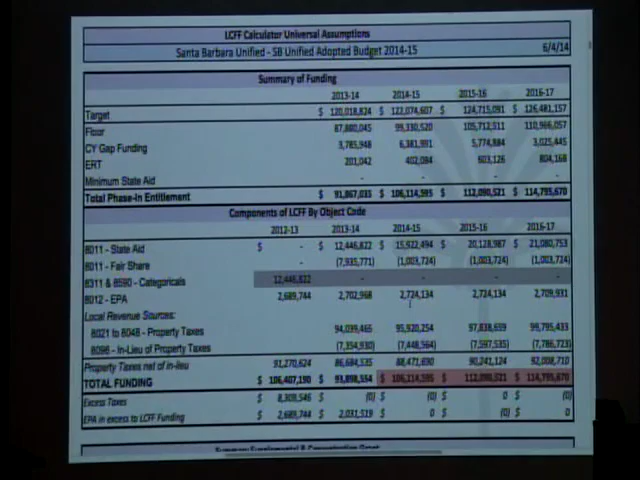 LCFF Calculator Universal Assumptions
Santa Barbara Unified - SB Unified Adopted Budget 2014-15 6/4/14
Summary of Funding
2013-14 2014-15 2015-16 2016-17
Target $ 120,018,824 $ 122,074,607 $ 124,715,091 $ 126,481,157
Floor 87,880,045 99,330,520 105,712,511 110,966,057
CY Gap Funding 3,785,948 6,381,991 5,774,884 3,025,445
ERT 201,042 402,084 603,126 804,168
Minimum State Aid - - - -
Total Phase-In Entitlement $ 91,867,035 $ 106,114,595 $ 112,090,521 $ 114,795,670
Components of LCFF By Object Code
2012-13 2013-14 2014-15 2015-16 2016-17
8011 - State Aid $ - $ 12,446,822 $ 15,922,494 $ 20,128,987 $ 21,080,753
8011 - Fair Share - (7,935,771) (1,003,724) (1,003,724) (1,003,724)
8311 & 8590 - Categoricals 12,446,822 - - - -
8012 - EPA 2,689,744 2,702,968 2,724,134 2,724,134 2,709,931
Local Revenue Sources:
8021 to 8048 - Property Taxes 94,039,465 95,920,254 97,838,659 99,795,433
8096 - In-Lieu of Property Taxes (7,354,930) (7,448,564) (7,597,535) (7,786,723)
Property Taxes net of in-lieu 91,270,624 86,684,535 88,471,690 90,241,124 92,008,710
TOTAL FUNDING $ 106,407,190 $ 93,898,554 $ 106,114,595 $ 112,090,521 $ 114,795,670
Excess Taxes $ 8,309,546 $ (0) $ (0) $ 0 $ (0)
EPA in excess to LCFF Funding $ 2,689,744 $ 2,031,519 $ 0 $ (0) $ 0